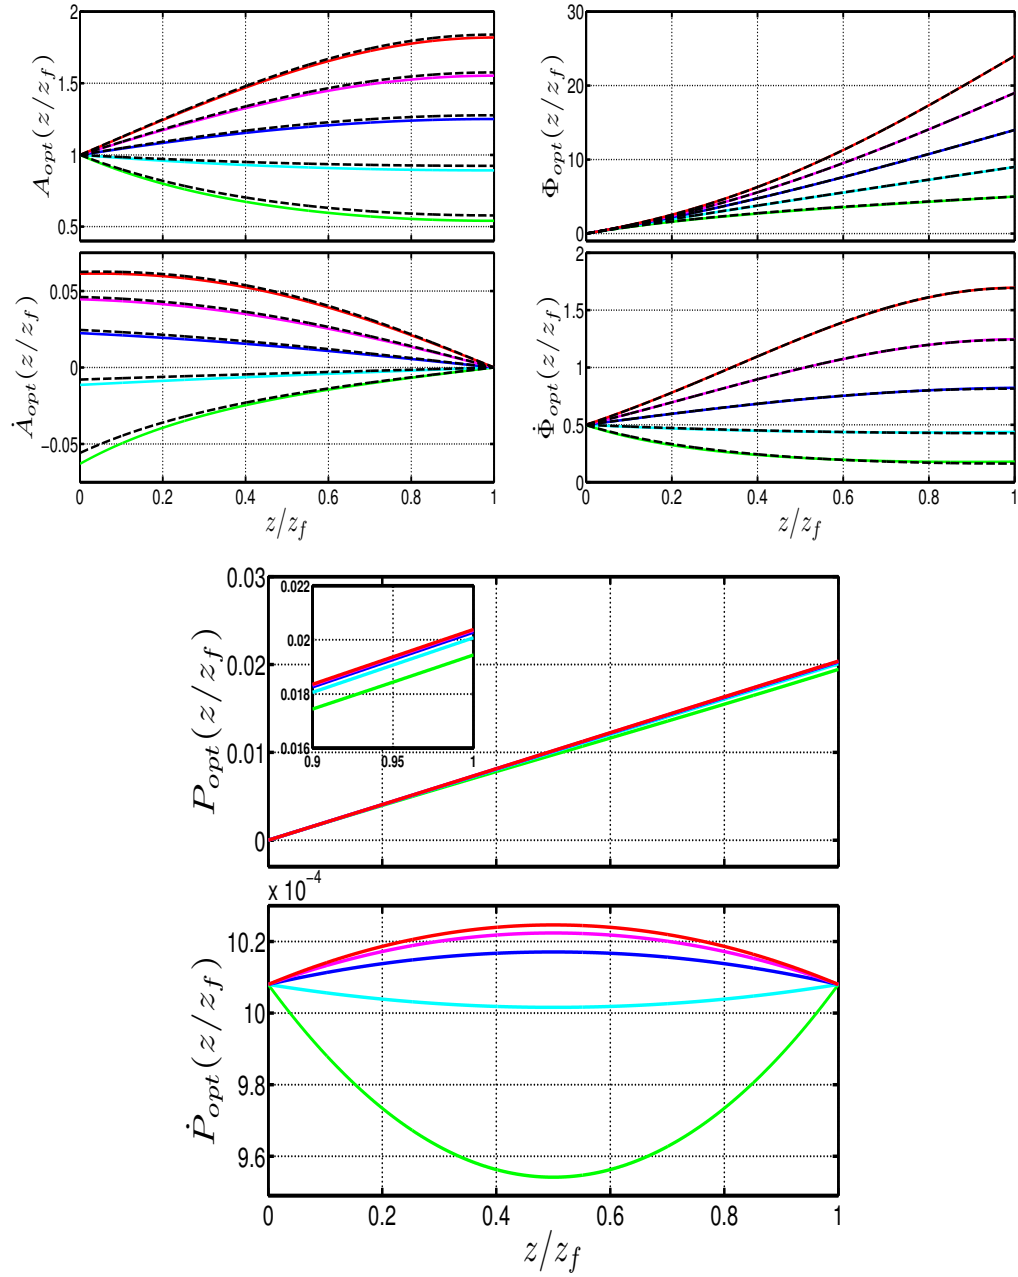 2
1.5
1
0.5
A_opt(z/z_f)
30
20
10
0
Φ_opt(z/z_f)
0.05
0
−0.05
Ȧ_opt(z/z_f)
0 0.2 0.4 0.6 0.8 1
z/z_f
2
1.5
1
0.5
0
Φ̇_opt(z/z_f)
0 0.2 0.4 0.6 0.8 1
z/z_f
0.03
0.02
0.01
0
P_opt(z/z_f)
0.022
0.02
0.018
0.016
0.9 0.95 1
x 10⁻⁴
10.2
10
9.8
9.6
Ṗ_opt(z/z_f)
0 0.2 0.4 0.6 0.8 1
z/z_f